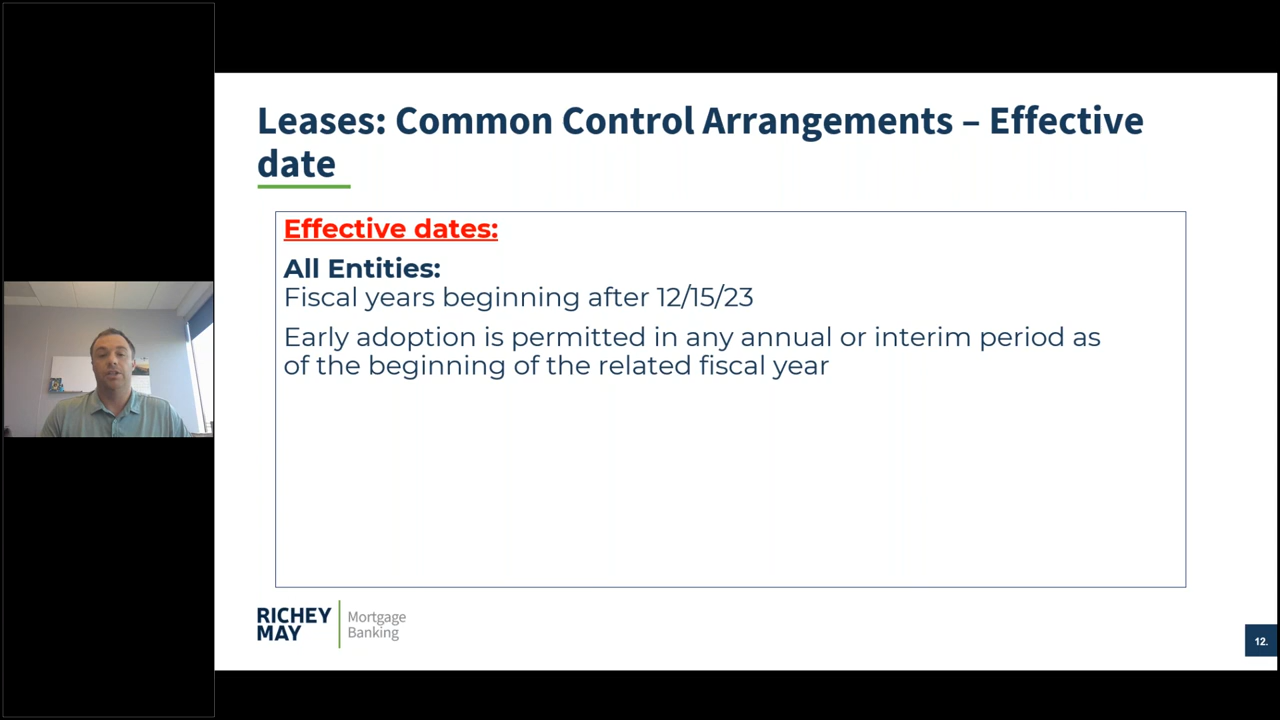 Leases: Common Control Arrangements – Effective
date
Effective dates:
All Entities:
Fiscal years beginning after 12/15/23
Early adoption is permitted in any annual or interim period as
of the beginning of the related fiscal year
RICHEY
MAY
Mortgage
Banking
12.